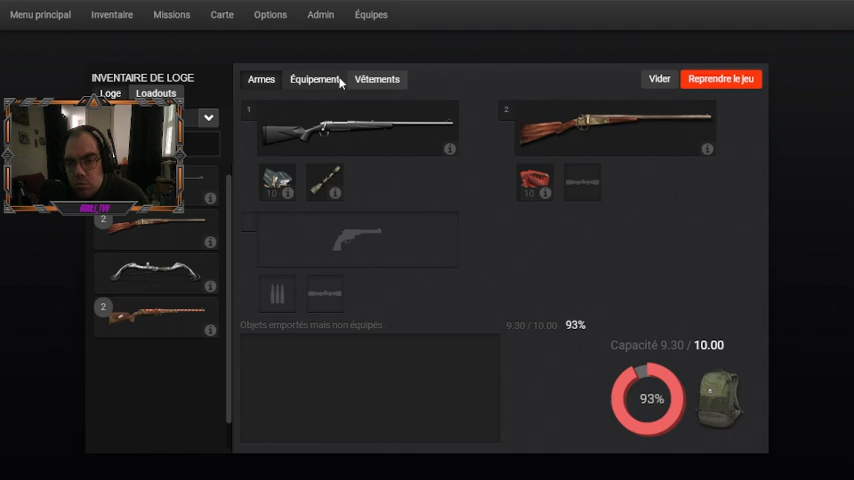 Menu principal Inventaire Missions Carte Options Admin Équipes
INVENTAIRE DE LOGE
Loge Loadouts
Armes Équipement Vêtements
Vider Reprendre le jeu
1
2
10
10
2
2
Objets emportés mais non équipés
9.30 / 10.00 93%
Capacité 9.30 / 10.00
93%